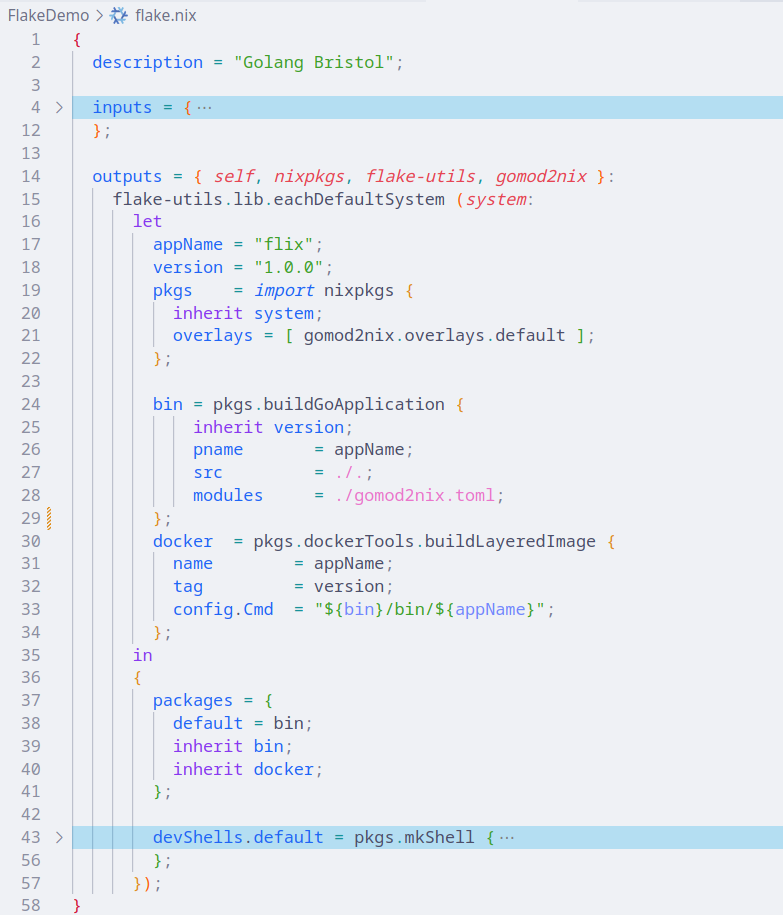 FlakeDemo > flake.nix
1 {
2   description = "Golang Bristol";
3
4 >   inputs = { ···
12   };
13
14   outputs = { self, nixpkgs, flake-utils, gomod2nix }:
15     flake-utils.lib.eachDefaultSystem (system:
16       let
17         appName = "flix";
18         version = "1.0.0";
19         pkgs    = import nixpkgs {
20           inherit system;
21           overlays = [ gomod2nix.overlays.default ];
22         };
23
24         bin = pkgs.buildGoApplication {
25             inherit version;
26             pname       = appName;
27             src         = ./.;
28             modules     = ./gomod2nix.toml;
29         };
30         docker  = pkgs.dockerTools.buildLayeredImage {
31           name        = appName;
32           tag         = version;
33           config.Cmd  = "${bin}/bin/${appName}";
34         };
35       in
36       {
37         packages = {
38           default = bin;
39           inherit bin;
40           inherit docker;
41         };
42
43 >         devShells.default = pkgs.mkShell { ···
56         };
57       });
58 }